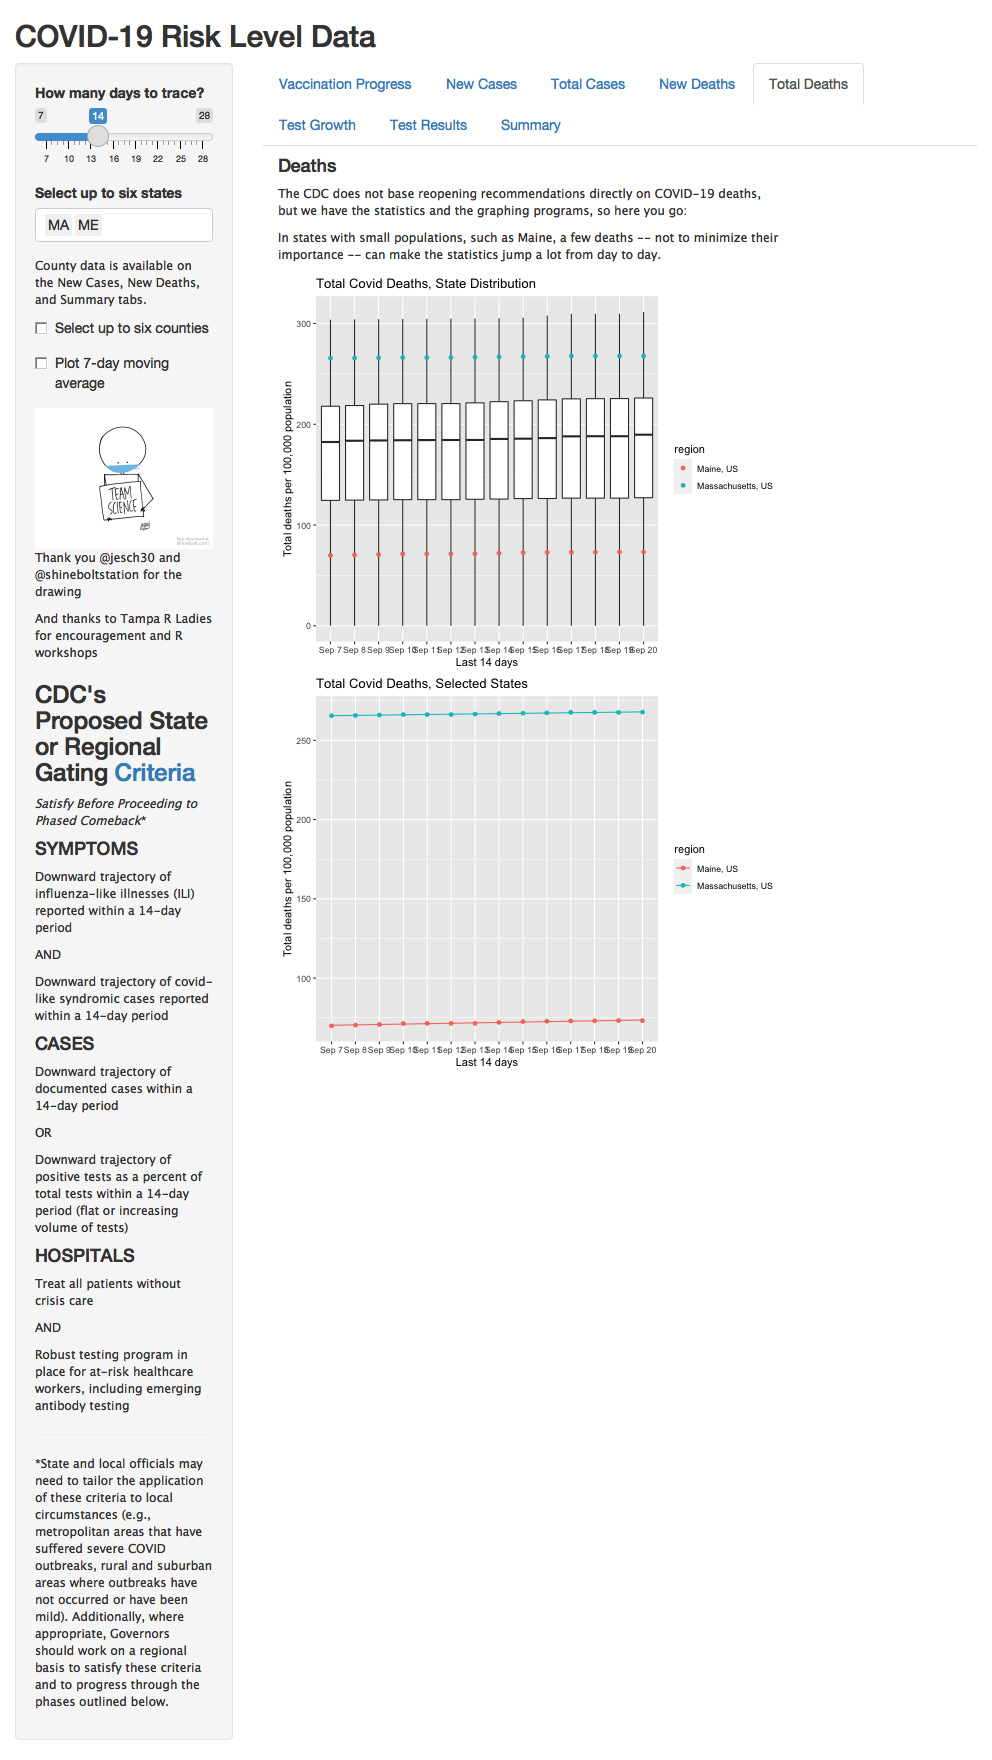 COVID-19 Risk Level Data
How many days to trace?
7 14 28
7 10 13 16 19 22 25 28
Select up to six states
MA ME
County data is available on
the New Cases, New Deaths,
and Summary tabs.
Select up to six counties
Plot 7-day moving
average
TEAM
SCIENCE
Thank you @jesch30 and
@shineboltstation for the
drawing
And thanks to Tampa R Ladies
for encouragement and R
workshops
CDC's
Proposed State
or Regional
Gating Criteria
Satisfy Before Proceeding to
Phased Comeback*
SYMPTOMS
Downward trajectory of
influenza-like illnesses (ILI)
reported within a 14-day
period
AND
Downward trajectory of covid-
like syndromic cases reported
within a 14-day period
CASES
Downward trajectory of
documented cases within a
14-day period
OR
Downward trajectory of
positive tests as a percent of
total tests within a 14-day
period (flat or increasing
volume of tests)
HOSPITALS
Treat all patients without
crisis care
AND
Robust testing program in
place for at-risk healthcare
workers, including emerging
antibody testing
*State and local officials may
need to tailor the application
of these criteria to local
circumstances (e.g.,
metropolitan areas that have
suffered severe COVID
outbreaks, rural and suburban
areas where outbreaks have
not occurred or have been
mild). Additionally, where
appropriate, Governors
should work on a regional
basis to satisfy these criteria
and to progress through the
phases outlined below.
Vaccination Progress New Cases Total Cases New Deaths Total Deaths
Test Growth Test Results Summary
Deaths
The CDC does not base reopening recommendations directly on COVID-19 deaths,
but we have the statistics and the graphing programs, so here you go:
In states with small populations, such as Maine, a few deaths -- not to minimize their
importance -- can make the statistics jump a lot from day to day.
Total Covid Deaths, State Distribution
Total deaths per 100,000 population
300
200
100
0
Sep 7 Sep 8 Sep 9 Sep 10 Sep 11 Sep 12 Sep 13 Sep 14 Sep 15 Sep 16 Sep 17 Sep 18 Sep 19 Sep 20
Last 14 days
region
Maine, US
Massachusetts, US
Total Covid Deaths, Selected States
Total deaths per 100,000 population
250
200
150
100
Sep 7 Sep 8 Sep 9 Sep 10 Sep 11 Sep 12 Sep 13 Sep 14 Sep 15 Sep 16 Sep 17 Sep 18 Sep 19 Sep 20
Last 14 days
region
Maine, US
Massachusetts, US